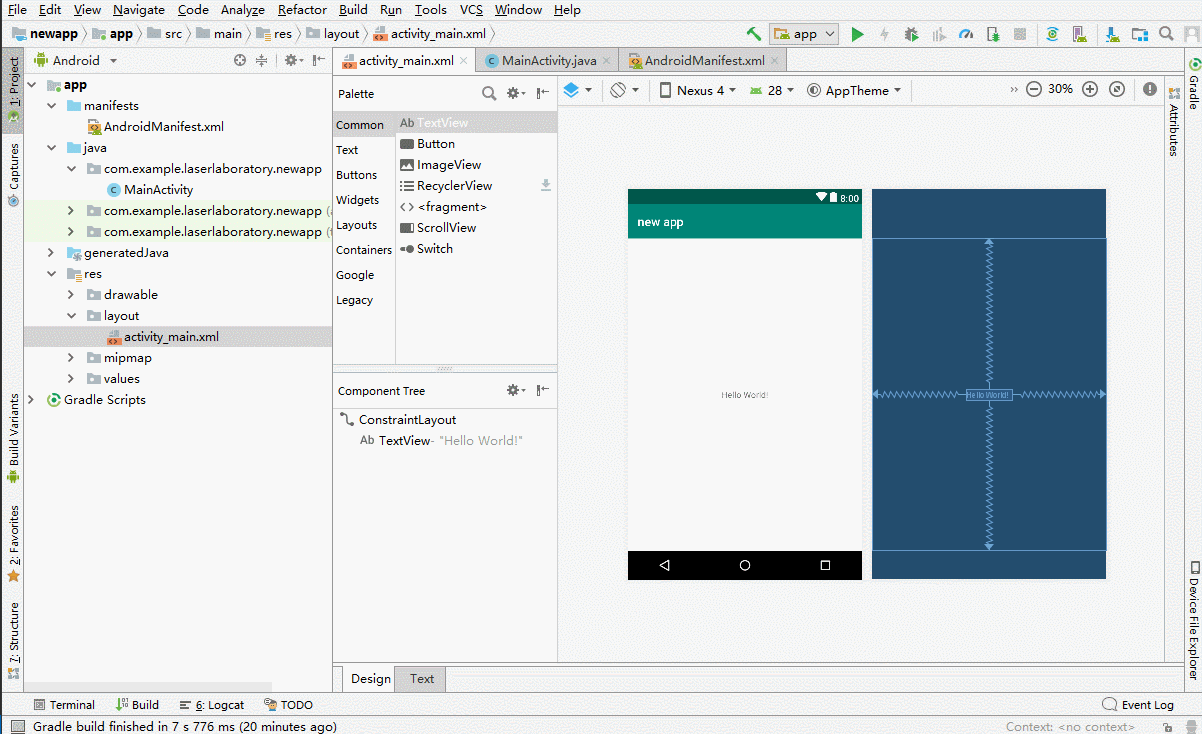 File Edit View Navigate Code Analyze Refactor Build Run Tools VCS Window Help
newapp app src main res layout activity_main.xml app
1: Project
Captures
Build Variants
2: Favorites
7: Structure
Android
app
manifests
AndroidManifest.xml
java
com.example.laserlaboratory.newapp
MainActivity
com.example.laserlaboratory.newapp (a
com.example.laserlaboratory.newapp (t
generatedJava
res
drawable
layout
activity_main.xml
mipmap
values
Gradle Scripts
activity_main.xml MainActivity.java AndroidManifest.xml
Palette
Common
Text
Buttons
Widgets
Layouts
Containers
Google
Legacy
Ab TextView
Button
ImageView
RecyclerView
<> <fragment>
ScrollView
Switch
Component Tree
ConstraintLayout
Ab TextView- "Hello World!"
Nexus 4 28 AppTheme » 30%
8:00
new app
Hello World!
Hello World!
Gradle
Attributes
Device File Explorer
Design Text
Terminal Build 6: Logcat TODO Event Log
Gradle build finished in 7 s 776 ms (20 minutes ago) Context: <no context>